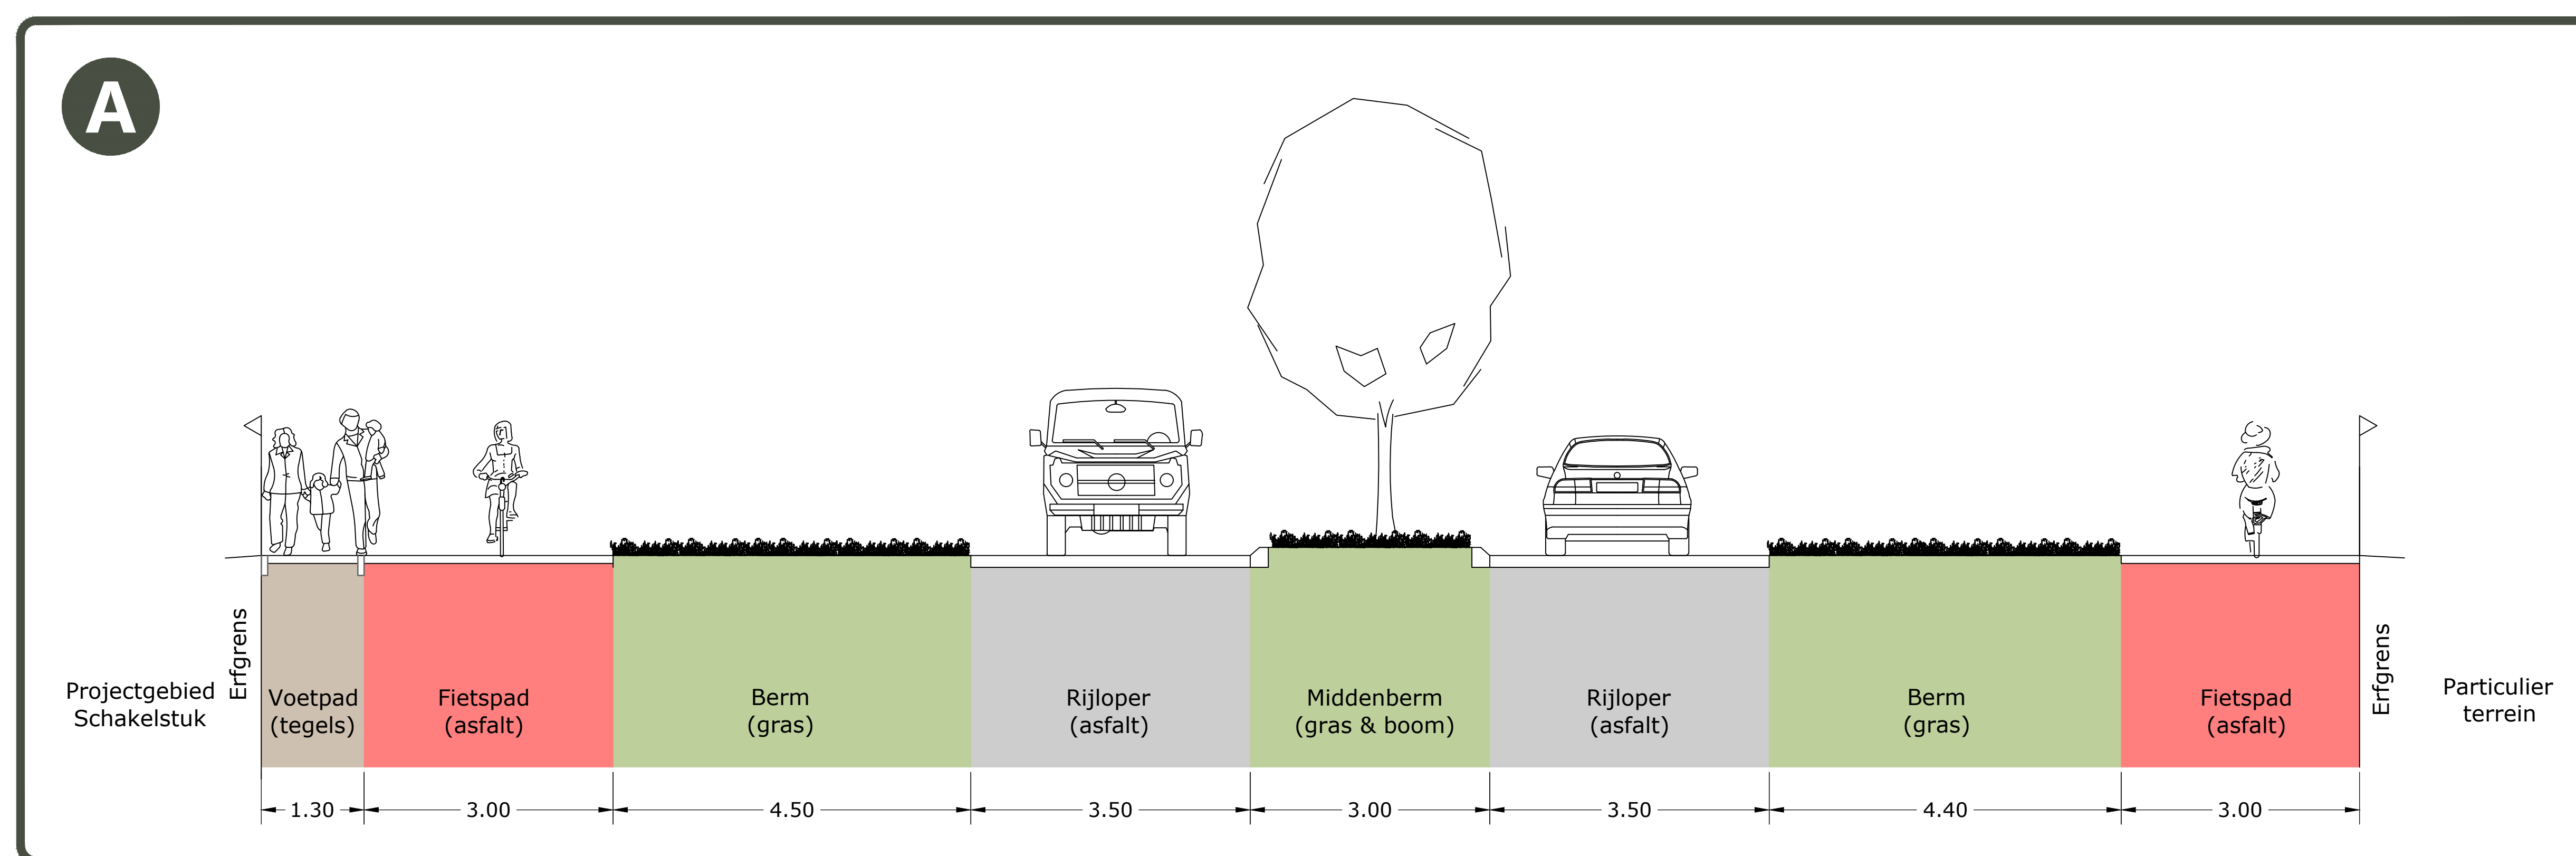 A
Projectgebied
Schakelstuk
Erfgrens
Voetpad
(tegels)
Fietspad
(asfalt)
Berm
(gras)
Rijloper
(asfalt)
Middenberm
(gras & boom)
Rijloper
(asfalt)
Berm
(gras)
Fietspad
(asfalt)
Erfgrens
Particulier
terrein
1.30
3.00
4.50
3.50
3.00
3.50
4.40
3.00